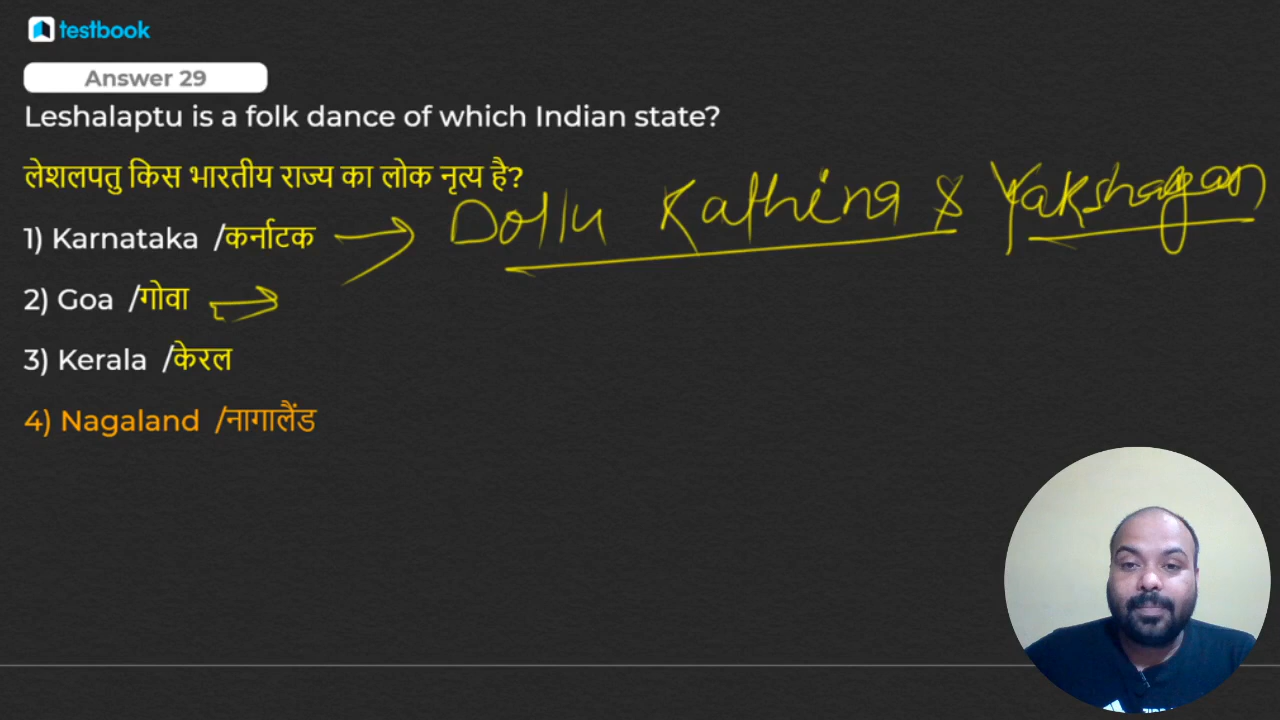 testbook
Answer 29
Leshalaptu is a folk dance of which Indian state?
लेशलपतु किस भारतीय राज्य का लोक नृत्य है?
1) Karnataka /कर्नाटक Dollu Kathina & Yakshagan
2) Goa /गोवा
3) Kerala /केरल
4) Nagaland /नागालैंड